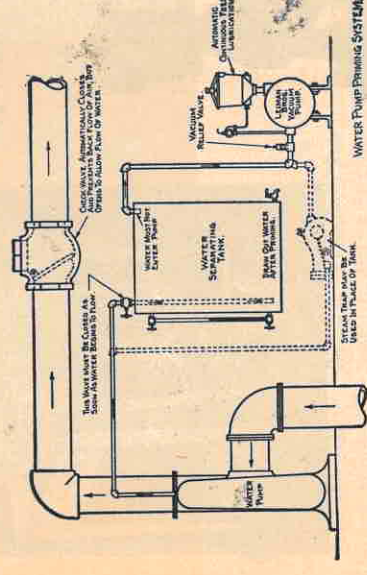 CHECK VALVE AUTOMATICALLY CLOSES
AND PREVENTS BACK FLOW OF AIR, BUT
OPENS TO ALLOW FLOW OF WATER.
THIS VALVE MUST BE CLOSED AS
SOON AS WATER BEGINS TO FLOW
WATER MUST NOT
ENTER PUMP
WATER
SEPARATING
TANK.
DRAW OUT WATER
AFTER PRIMING.
VACUUM
RELIEF VALVE.
AUTOMATIC
CONTINUOUS
LUBRICATION
LEIMAN
BROS.
VACUUM
PUMP.
STEAM TRAP MAY BE
USED IN PLACE OF TANK.
WATER
PUMP
WATER PUMP PRIMING SYSTEM